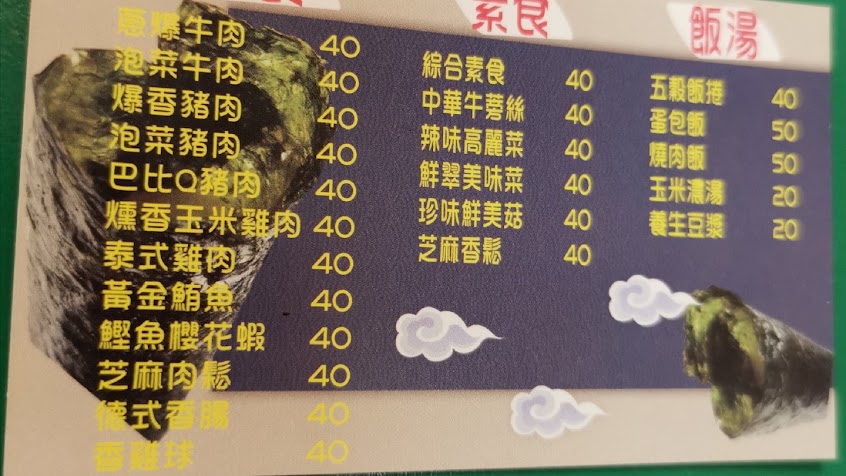 蔥爆牛肉 40
泡菜牛肉 40
爆香豬肉 40
泡菜豬肉 40
巴比Q豬肉 40
燻香玉米雞肉 40
泰式雞肉 40
黃金鮪魚 40
鰹魚櫻花蝦 40
芝麻肉鬆 40
德式香腸 40
香雞球 40
素食
綜合素食 40
中華牛蒡絲 40
辣味高麗菜 40
鮮翠美味菜 40
珍味鮮美菇 40
芝麻香鬆 40
飯湯
五穀飯捲 40
蛋包飯 50
燒肉飯 50
玉米濃湯 20
養生豆漿 20